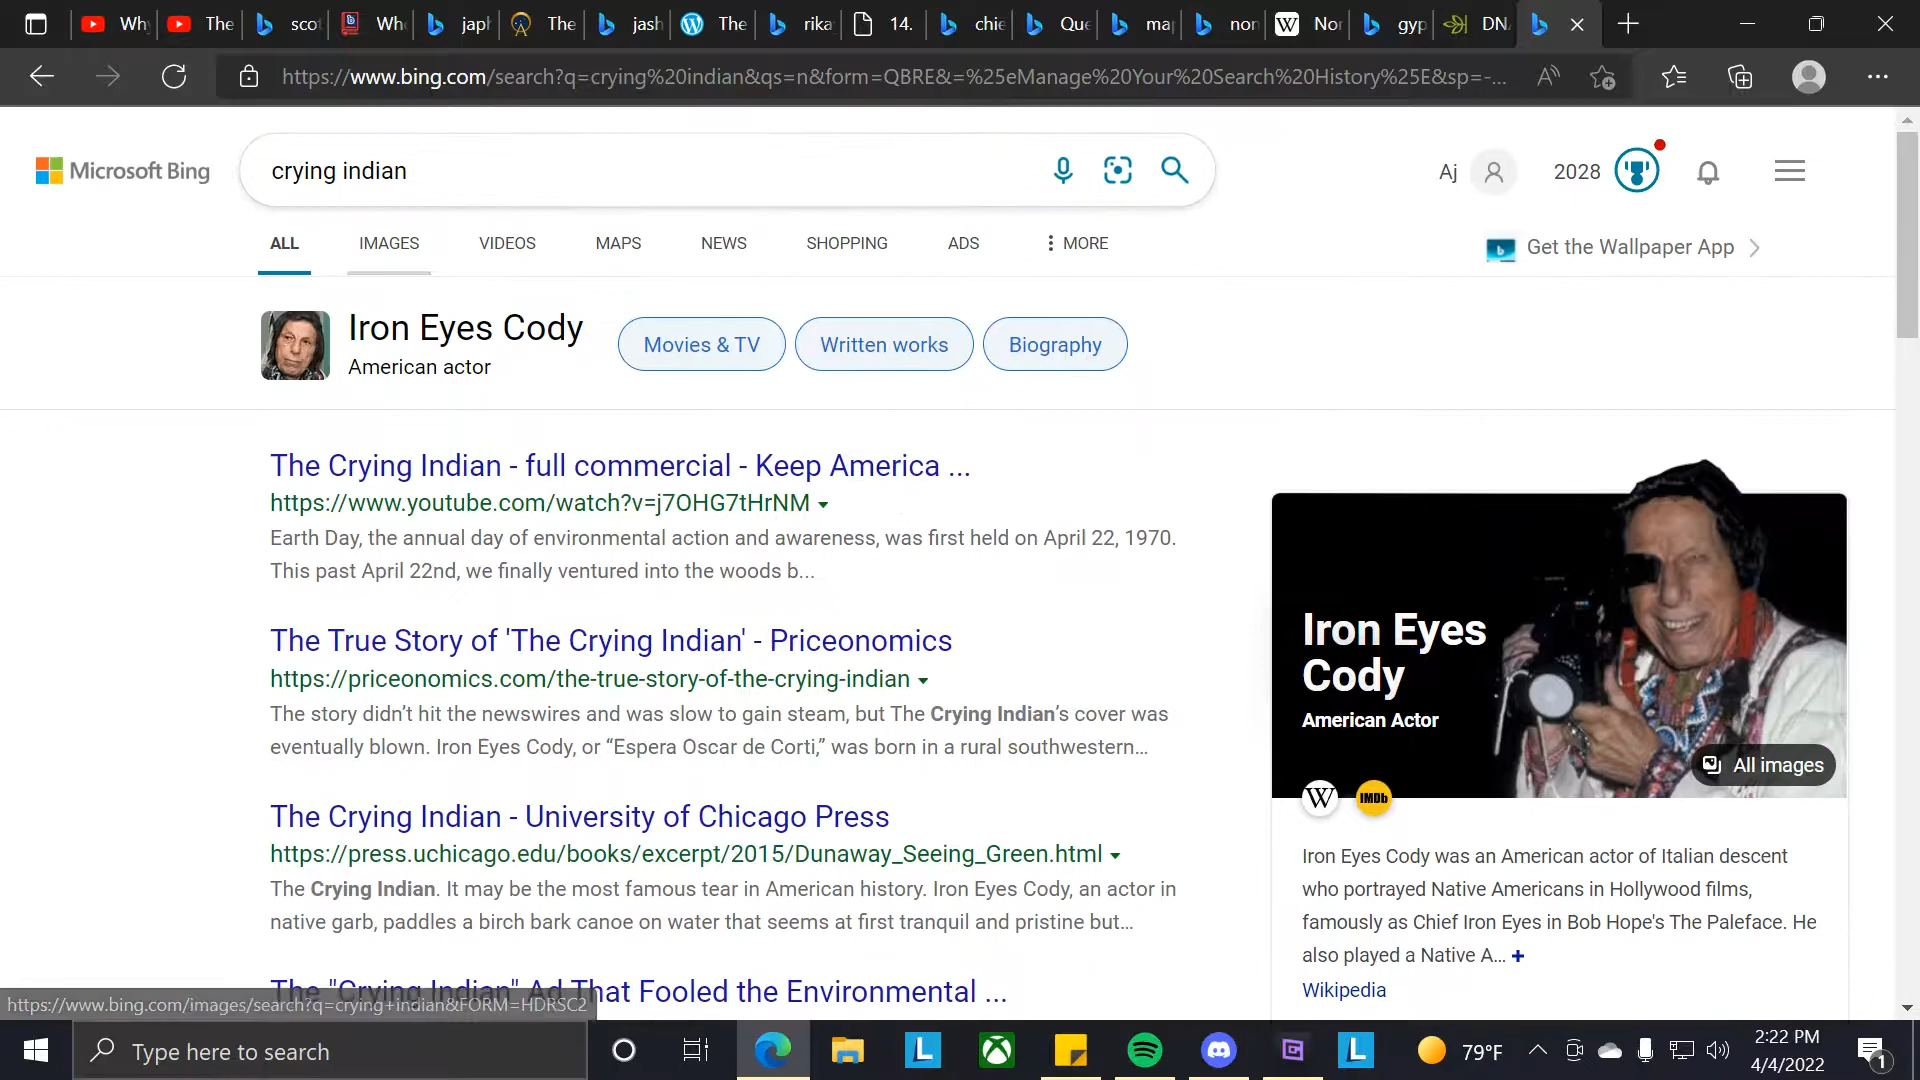 Why
The
scot
Who
japh
The
jash
The
rika
14.
chie
Que
ma
non
Nor
gyp
DN
https://www.bing.com/search?q=crying%20indian&qs=n&form=QBRE&=%25eManage%20Your%20Search%20History%25E&sp=-...
Microsoft Bing
crying indian
Aj
2028
ALL
IMAGES
VIDEOS
MAPS
NEWS
SHOPPING
ADS
MORE
Get the Wallpaper App
Iron Eyes Cody
American actor
Movies & TV
Written works
Biography
The Crying Indian - full commercial - Keep America ...
https://www.youtube.com/watch?v=j7OHG7tHrNM
Earth Day, the annual day of environmental action and awareness, was first held on April 22, 1970.
This past April 22nd, we finally ventured into the woods b...
The True Story of 'The Crying Indian' - Priceonomics
https://priceonomics.com/the-true-story-of-the-crying-indian
The story didn't hit the newswires and was slow to gain steam, but The Crying Indian's cover was
eventually blown. Iron Eyes Cody, or “Espera Oscar de Corti,” was born in a rural southwestern...
The Crying Indian - University of Chicago Press
https://press.uchicago.edu/books/excerpt/2015/Dunaway_Seeing_Green.html
The Crying Indian. It may be the most famous tear in American history. Iron Eyes Cody, an actor in
native garb, paddles a birch bark canoe on water that seems at first tranquil and pristine but...
The "Crying Indian" Ad That Fooled the Environmental ...
https://www.bing.com/images/search?q=crying+indian&FORM=HDRSC2
Iron Eyes
Cody
American Actor
All images
W
IMDb
Iron Eyes Cody was an American actor of Italian descent
who portrayed Native Americans in Hollywood films,
famously as Chief Iron Eyes in Bob Hope's The Paleface. He
also played a Native A... +
Wikipedia
Type here to search
79°F
2:22 PM
4/4/2022
1